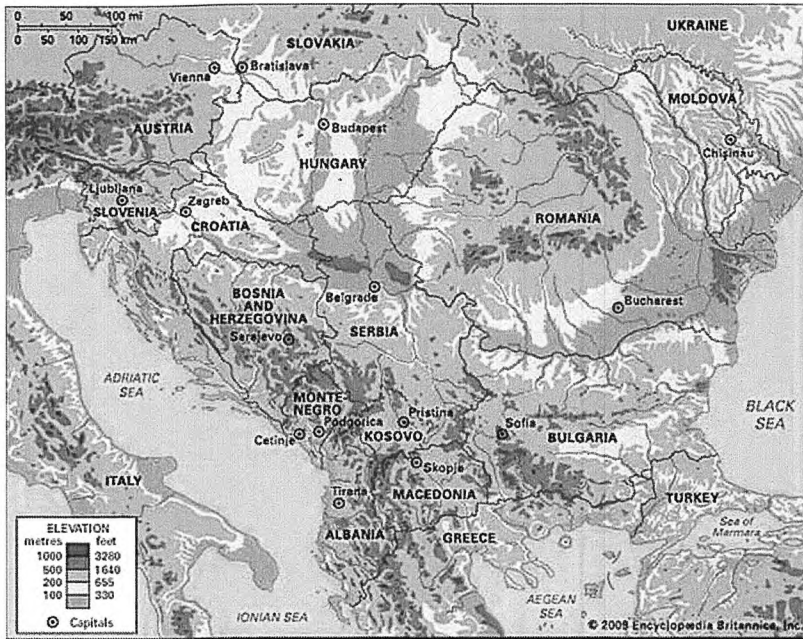 0 50 100 mi
0 50 100 150 km
UKRAINE
SLOVAKIA
Vienna
Bratislava
MOLDOVA
AUSTRIA
Budapest
HUNGARY
Chişinău
Ljubljana
SLOVENIA
Zagreb
CROATIA
ROMANIA
BOSNIA
AND
HERZEGOVINA
Sarajevo
Belgrade
SERBIA
Bucharest
ADRIATIC
SEA
MONTE-
NEGRO
Cetinje
Podgorica
Pristina
KOSOVO
Sofia
BULGARIA
BLACK
SEA
ITALY
Skopje
MACEDONIA
Tirana
ALBANIA
GREECE
TURKEY
Sea of
Marmara
AEGEAN
SEA
IONIAN SEA
ELEVATION
metres feet
1000 3280
500 1640
200 655
100 330
Capitals
© 2009 Encyclopædia Britannica, Inc.